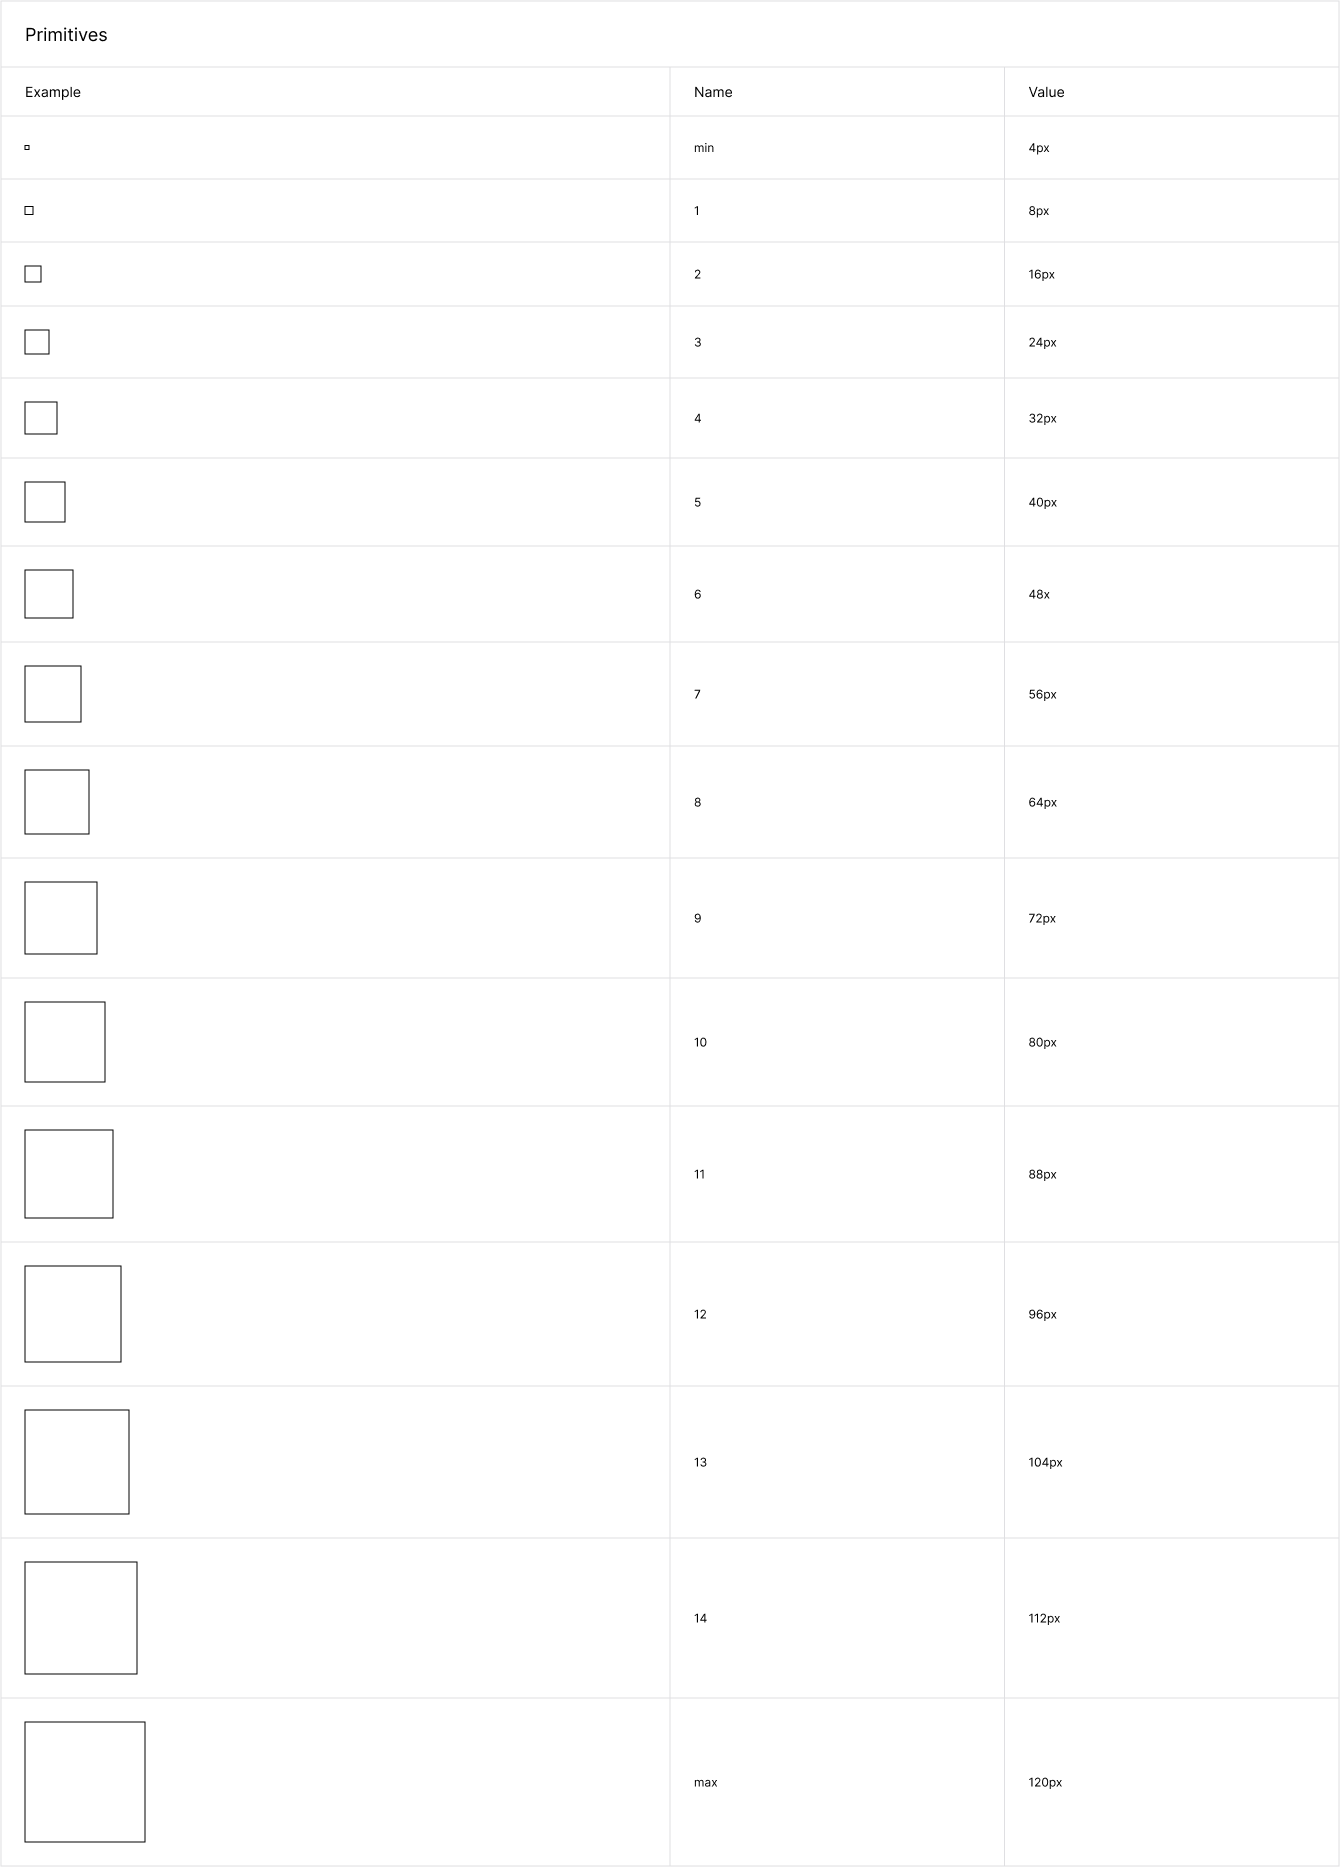 Primitives
Example Name Value
min 4px
1 8px
2 16px
3 24px
4 32px
5 40px
6 48x
7 56px
8 64px
9 72px
10 80px
11 88px
12 96px
13 104px
14 112px
max 120px